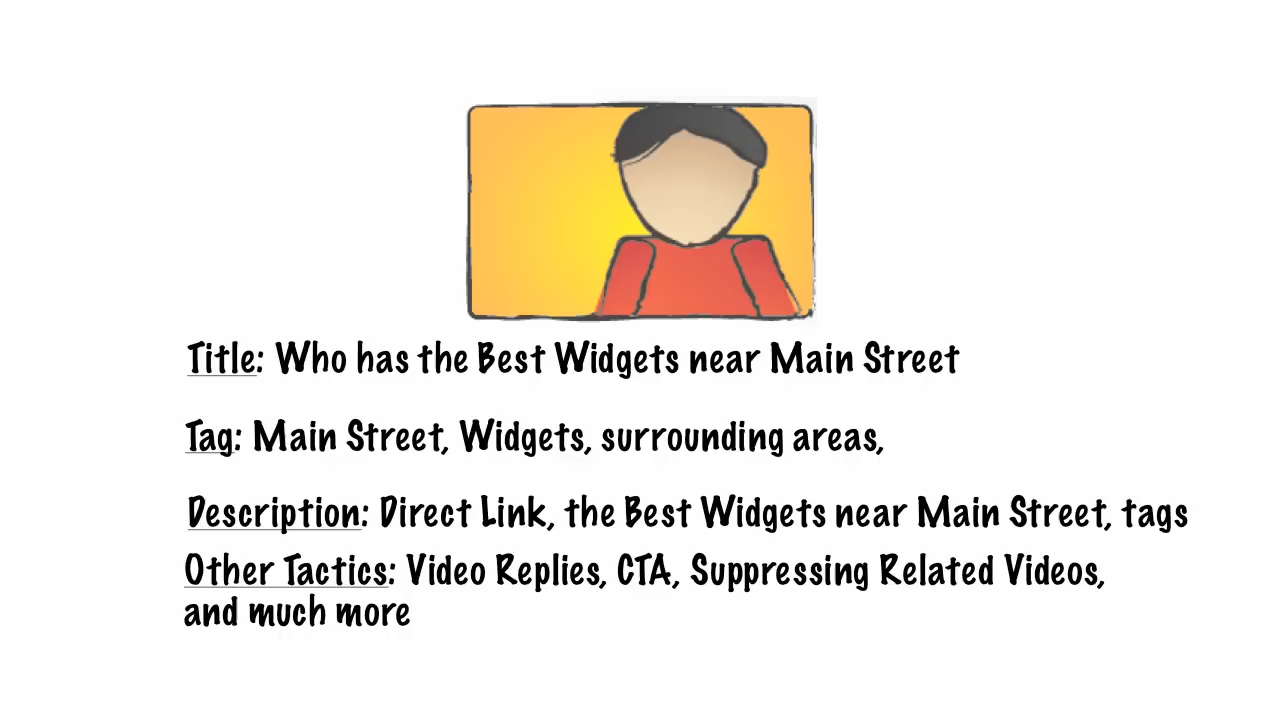 Title: Who has the Best Widgets near Main Street
Tag: Main Street, Widgets, surrounding areas,
Description: Direct Link, the Best Widgets near Main Street, tags
Other Tactics: Video Replies, CTA, Suppressing Related Videos,
and much more